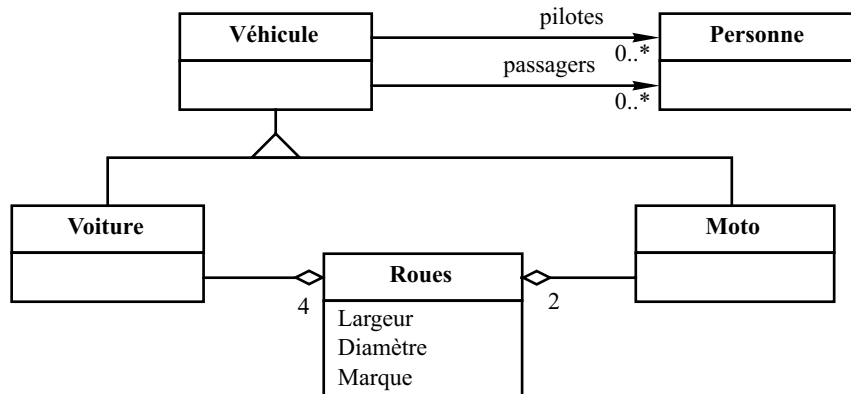 Véhicule
pilotes
0..*
Personne
passagers
0..*
Voiture
Moto
4
Roues
2
Largeur
Diamètre
Marque